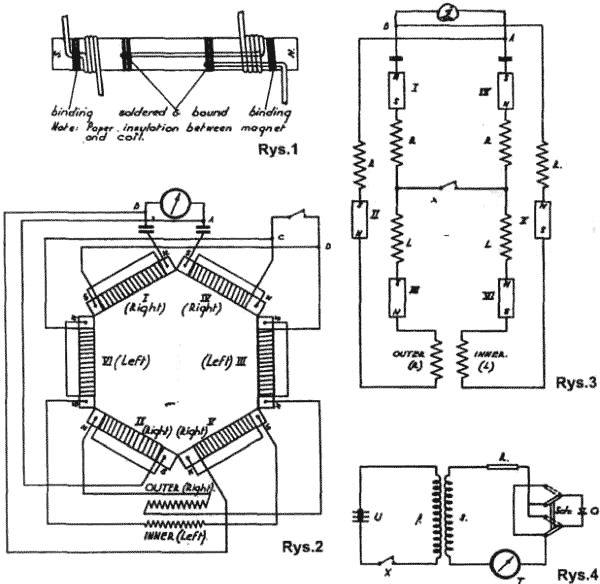 S. N.
binding soldered & bound binding
Note: Paper insulation between magnet
and coil.
Rys.1
B A
C
D
I
(Right)
IV
(Right)
VI (Left)
(Left) III
II
(Right)
V
(Right)
OUTER (Right).
INNER (Left).
Rys.2
B
A
N
S
I
S
N
IV
R
R
R
R.
II
N
S
V
X
L
L
III
S
N
VI
S
N
OUTER
(R)
INNER.
(L)
Rys.3
R.
U
P.
S.
G
X
T
Rys.4